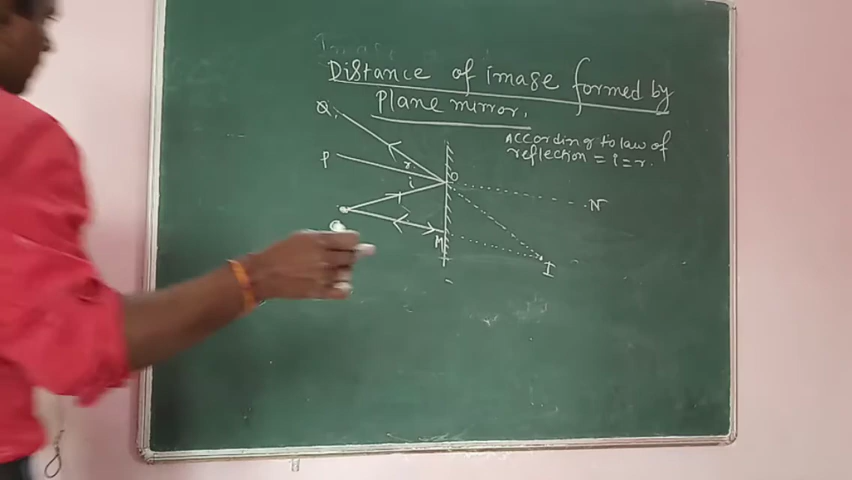 Distance of image formed by
Plane mirror.
According to law of
reflection = i = r.
Q
P
r
i
O
N
M
I